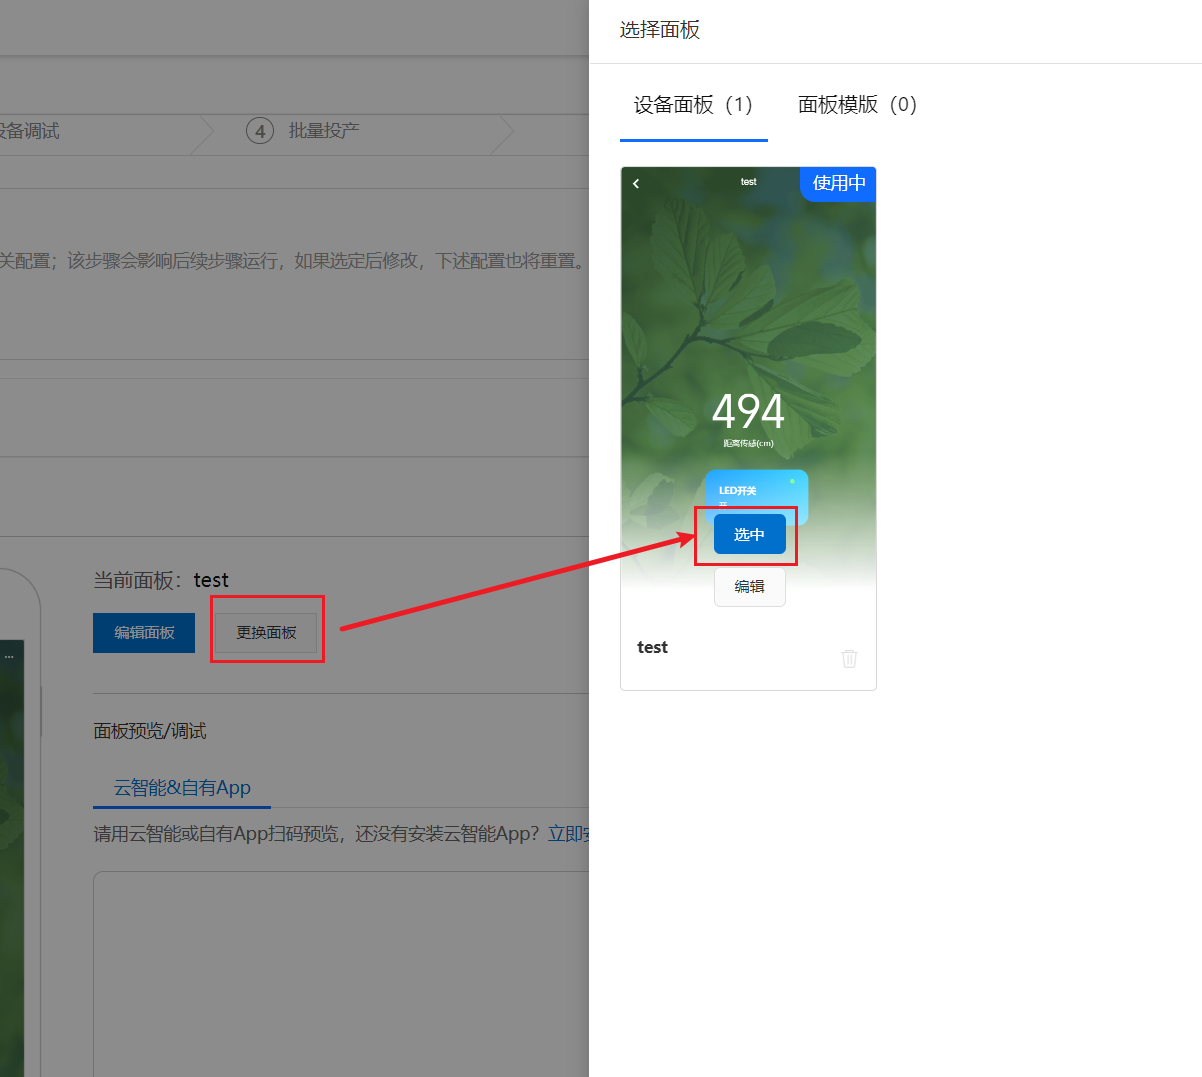 选择面板
设备面板（1）
面板模版（0）
设备调试
4
批量投产
test
使用中
关配置；该步骤会影响后续步骤运行，如果选定后修改，下述配置也将重置。
494
距离传感(cm)
LED开关
选中
编辑
当前面板：test
编辑面板
更换面板
test
面板预览/调试
云智能&自有App
请用云智能或自有App扫码预览，还没有安装云智能App？立即安